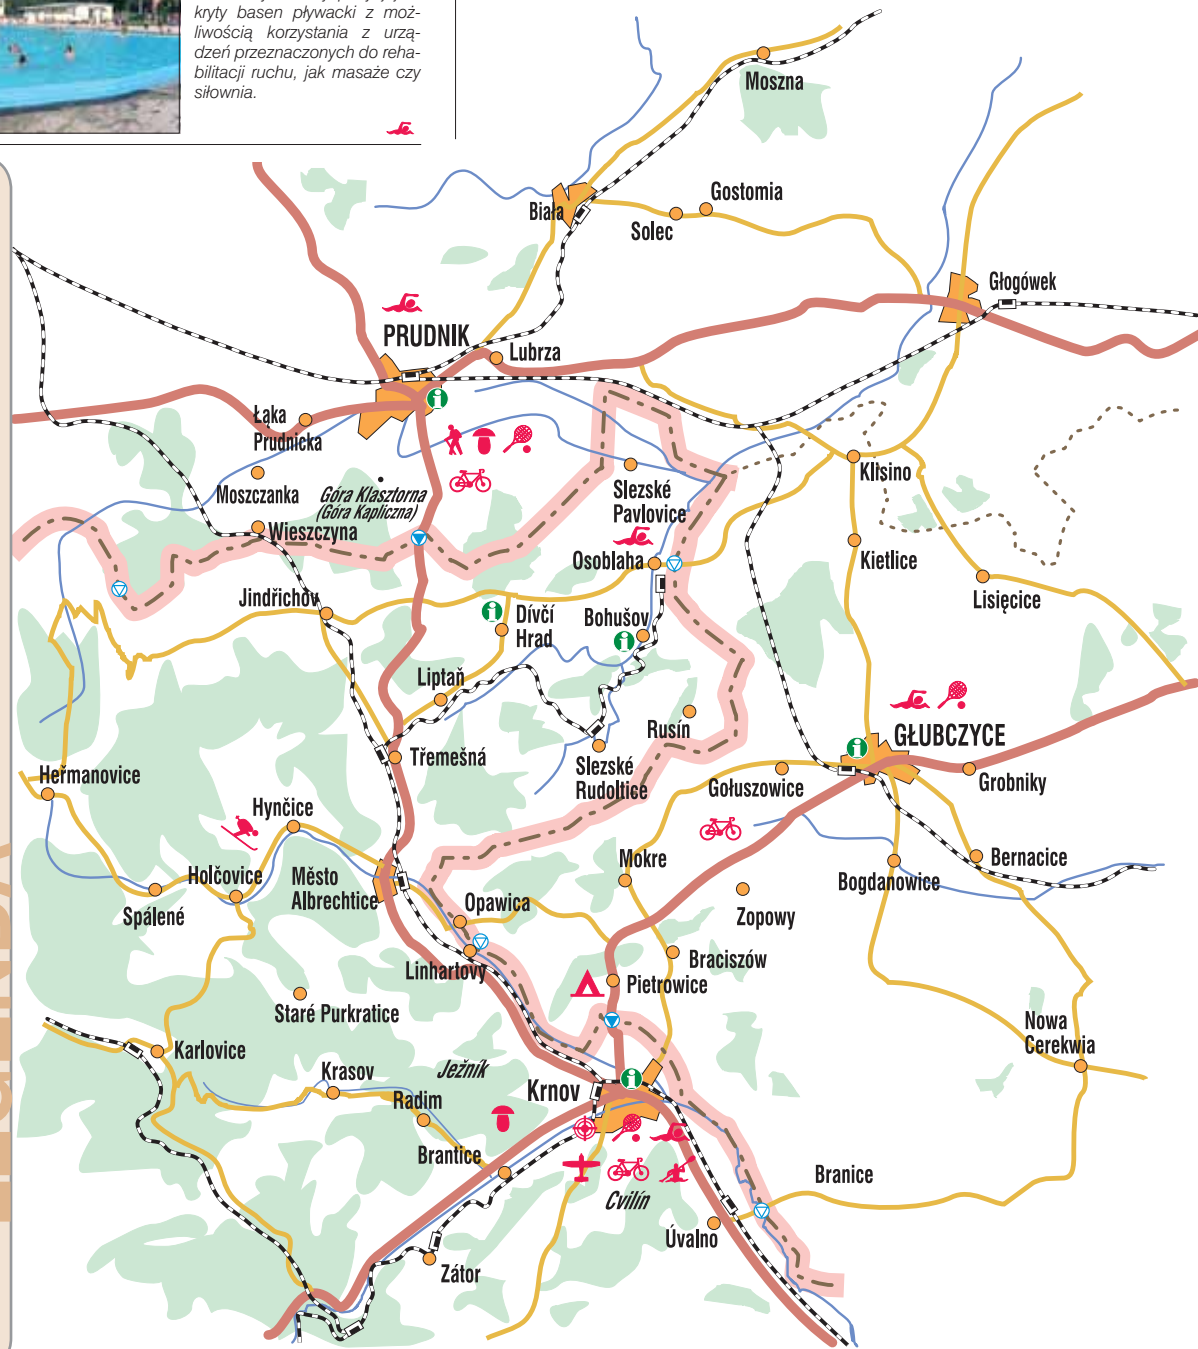 kryty basen pływacki z moż-
liwością korzystania z urzą-
dzeń przeznaczonych do reha-
bilitacji ruchu, jak masaże czy
siłownia.
Moszna
Biała
Gostomia
Solec
Głogówek
PRUDNIK
Lubrza
Łąka
Prudnicka
Moszczanka
Góra Klasztorna
(Góra Kapliczna)
Wieszczyna
Slezské
Pavlovice
Klisino
Osoblaha
Kietlice
Lisięcice
Jindřichov
Dívčí
Hrad
Bohušov
Liptaň
Rusín
GŁUBCZYCE
Třemešná
Slezské
Rudoltice
Gołuszowice
Grobniky
Heřmanovice
Hynčice
Holčovice
Město
Albrechtice
Mokre
Bernacice
Bogdanowice
Spálené
Opawica
Zopowy
Linhartovy
Braciszów
Pietrowice
Staré Purkratice
Nowa
Cerekwia
Karlovice
Ježník
Krasov
Krnov
Radim
Brantice
Branice
Cvilín
Úvalno
Zátor